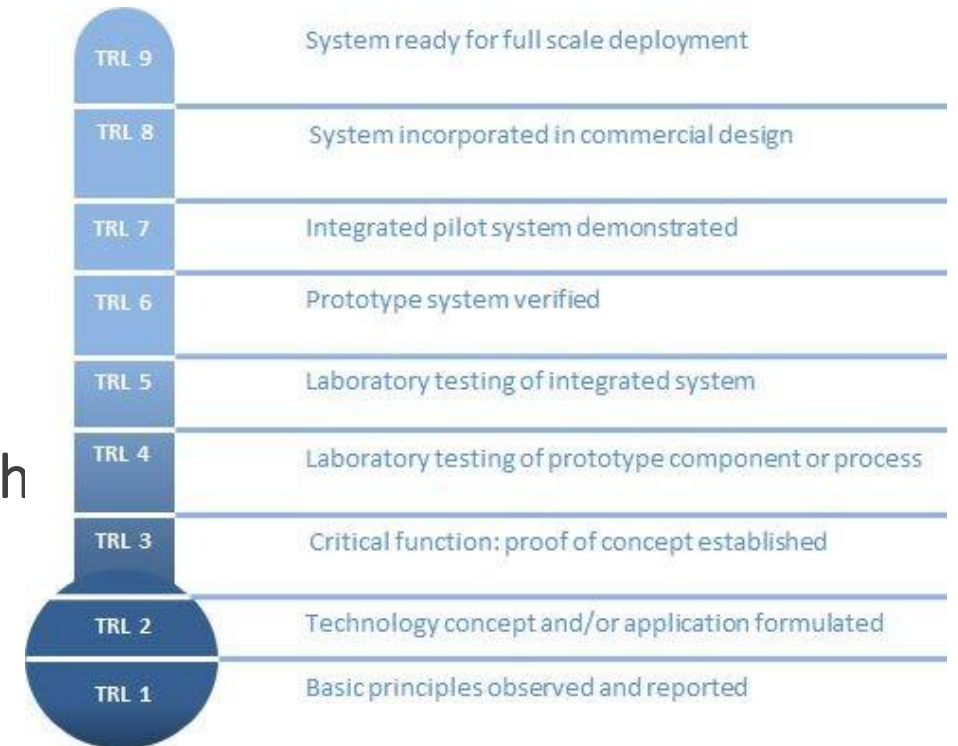 TRL 9 System ready for full scale deployment
TRL 8 System incorporated in commercial design
TRL 7 Integrated pilot system demonstrated
TRL 6 Prototype system verified
TRL 5 Laboratory testing of integrated system
TRL 4 Laboratory testing of prototype component or process
h
TRL 3 Critical function: proof of concept established
TRL 2 Technology concept and/or application formulated
TRL 1 Basic principles observed and reported